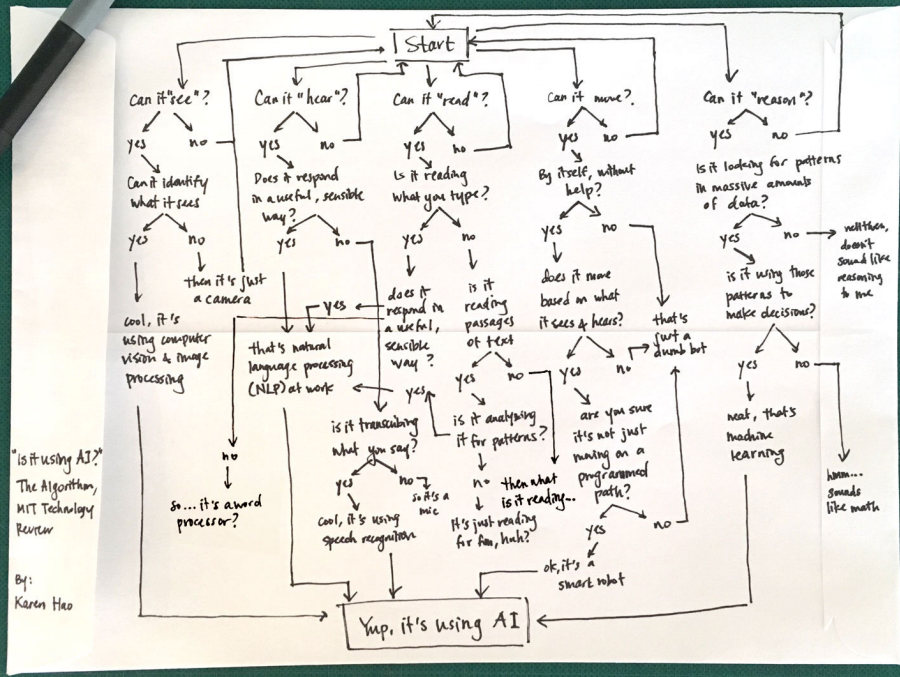 Start
Can it "see"?
yes
no
Can it identify
what it sees
yes
no
then it's just
a camera
cool, it's
using computer
vision & image
processing
Can it "hear"?
yes
no
Does it respond
in a useful, sensible
way?
yes
no
that's natural
language processing
(NLP) at work
is it transcribing
what you say?
yes
no
so it's a
mic
cool, it's using
speech recognition
Can it "read"?
yes
no
Is it reading
what you type?
yes
no
does it
respond in
a useful,
sensible
way?
yes
no
so...it's a word
processor?
is it
reading
passages
of text
yes
no
then what
is it reading...
is it analyzing
it for patterns?
yes
no
It's just reading
for fun, huh?
Can it move?
yes
no
By itself, without
help?
yes
no
does it move
based on what
it sees & hears?
yes
no
that's
just a
dumb bot
are you sure
it's not just
moving on a
programmed
path?
yes
no
ok, it's a
smart robot
Can it "reason"?
yes
no
Is it looking for patterns
in massive amounts
of data?
yes
no
well then,
doesn't
sound like
reasoning
to me
is it using those
patterns to
make decisions?
yes
no
neat, that's
machine
learning
hmm...
sounds
like math
Yup, it's using AI
"Is it using AI?"
The Algorithm,
MIT Technology
Review
By:
Karen Hao